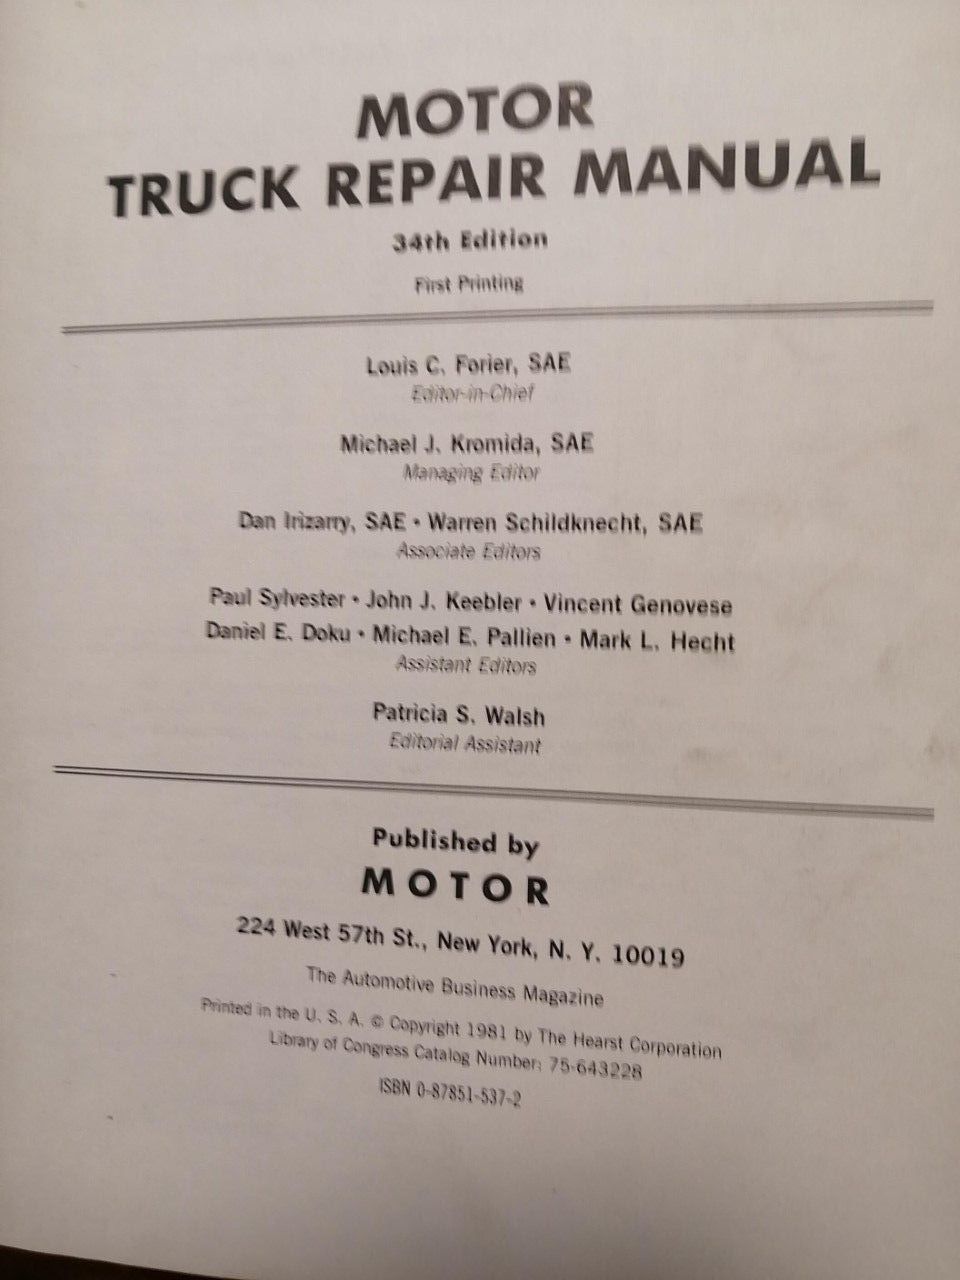 MOTOR
TRUCK REPAIR MANUAL
34th Edition
First Printing
Louis C. Forier, SAE
Editor-in-Chief
Michael J. Kromida, SAE
Managing Editor
Dan Irizarry, SAE • Warren Schildknecht, SAE
Associate Editors
Paul Sylvester • John J. Keebler • Vincent Genovese
Daniel E. Doku • Michael E. Pallien • Mark L. Hecht
Assistant Editors
Patricia S. Walsh
Editorial Assistant
Published by
MOTOR
224 West 57th St., New York, N. Y. 10019
The Automotive Business Magazine
Printed in the U. S. A. © Copyright 1981 by The Hearst Corporation
Library of Congress Catalog Number: 75-643228
ISBN 0-87851-537-2